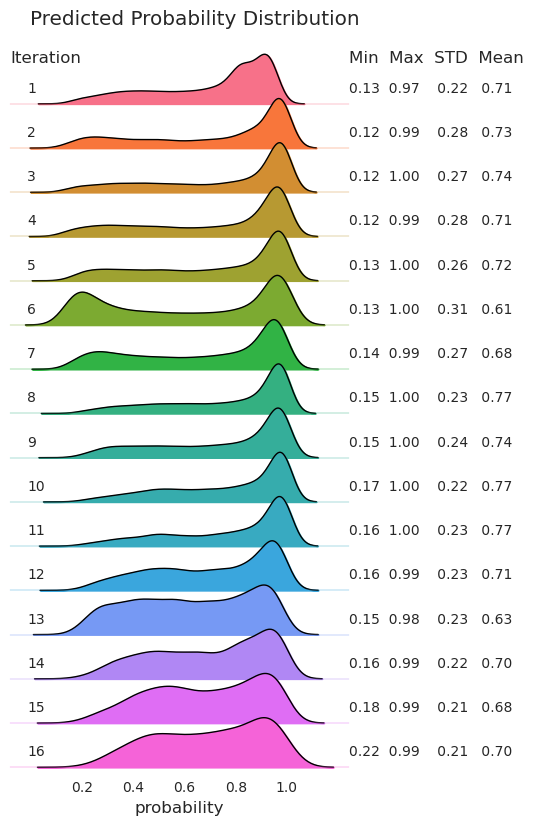 Predicted Probability Distribution
Iteration Min Max STD Mean
1 0.13 0.97 0.22 0.71
2 0.12 0.99 0.28 0.73
3 0.12 1.00 0.27 0.74
4 0.12 0.99 0.28 0.71
5 0.13 1.00 0.26 0.72
6 0.13 1.00 0.31 0.61
7 0.14 0.99 0.27 0.68
8 0.15 1.00 0.23 0.77
9 0.15 1.00 0.24 0.74
10 0.17 1.00 0.22 0.77
11 0.16 1.00 0.23 0.77
12 0.16 0.99 0.23 0.71
13 0.15 0.98 0.23 0.63
14 0.16 0.99 0.22 0.70
15 0.18 0.99 0.21 0.68
16 0.22 0.99 0.21 0.70
0.2 0.4 0.6 0.8 1.0
probability